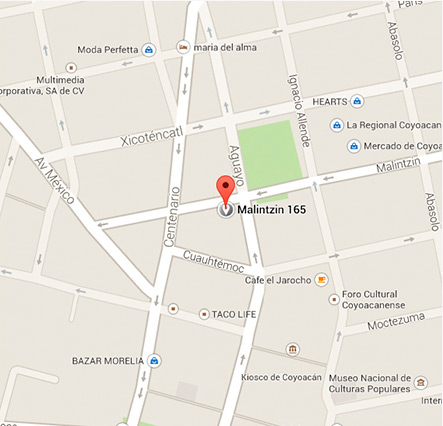 Paris
Moda Perfetta
maria del alma
Abasolo
Multimedia
orporativa, SA de CV
Ignacio Allende
HEARTS
La Regional Coyoacan
Xicoténcatl
Aguayo
Mercado de Coyoa
Av México
Malintzin
Abasolo
Malintzin 165
Centenario
Cuauhtémoc
Cafe el Jarocho
Foro Cultural
Coyoacanense
TACO LIFE
Moctezuma
BAZAR MORELIA
Kiosco de Coyoacán
Museo Nacional de
Culturas Populares
Inter